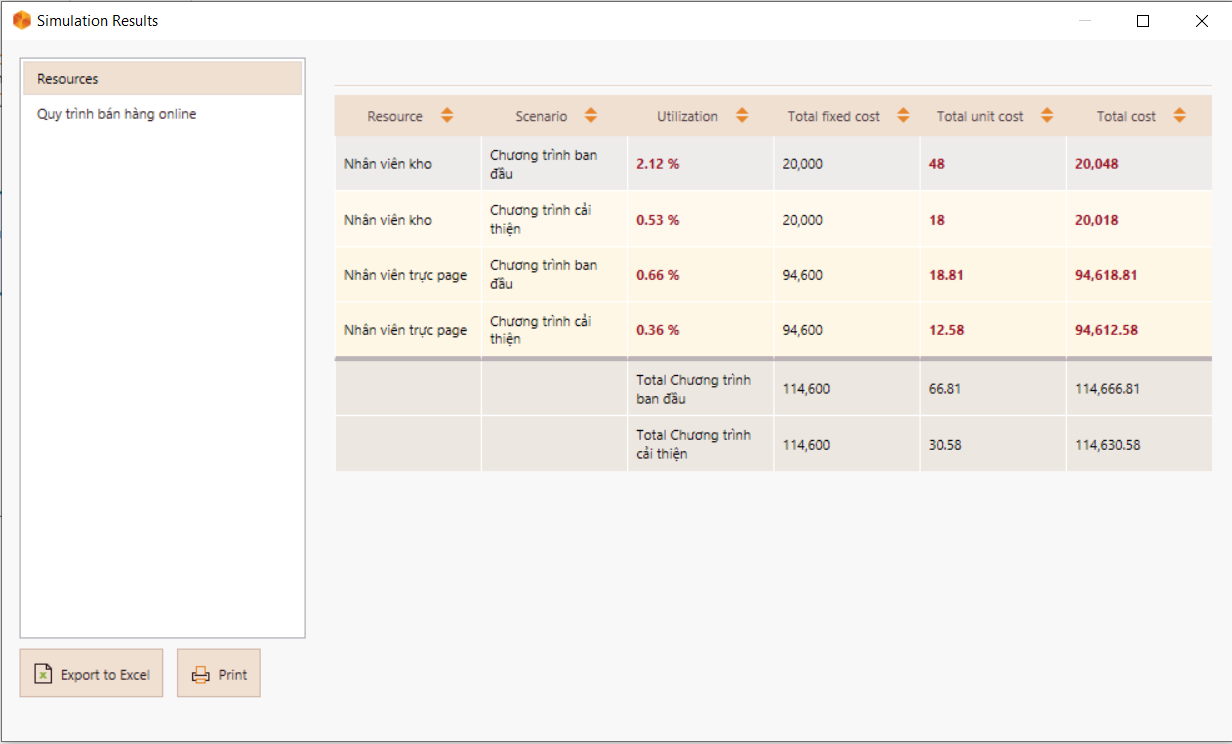 Simulation Results
Resources
Quy trình bán hàng online
Resource Scenario Utilization Total fixed cost Total unit cost Total cost
Nhân viên kho Chương trình ban đầu 2.12 % 20,000 48 20,048
Nhân viên kho Chương trình cải thiện 0.53 % 20,000 18 20,018
Nhân viên trực page Chương trình ban đầu 0.66 % 94,600 18.81 94,618.81
Nhân viên trực page Chương trình cải thiện 0.36 % 94,600 12.58 94,612.58
Total Chương trình ban đầu 114,600 66.81 114,666.81
Total Chương trình cải thiện 114,600 30.58 114,630.58
Export to Excel Print